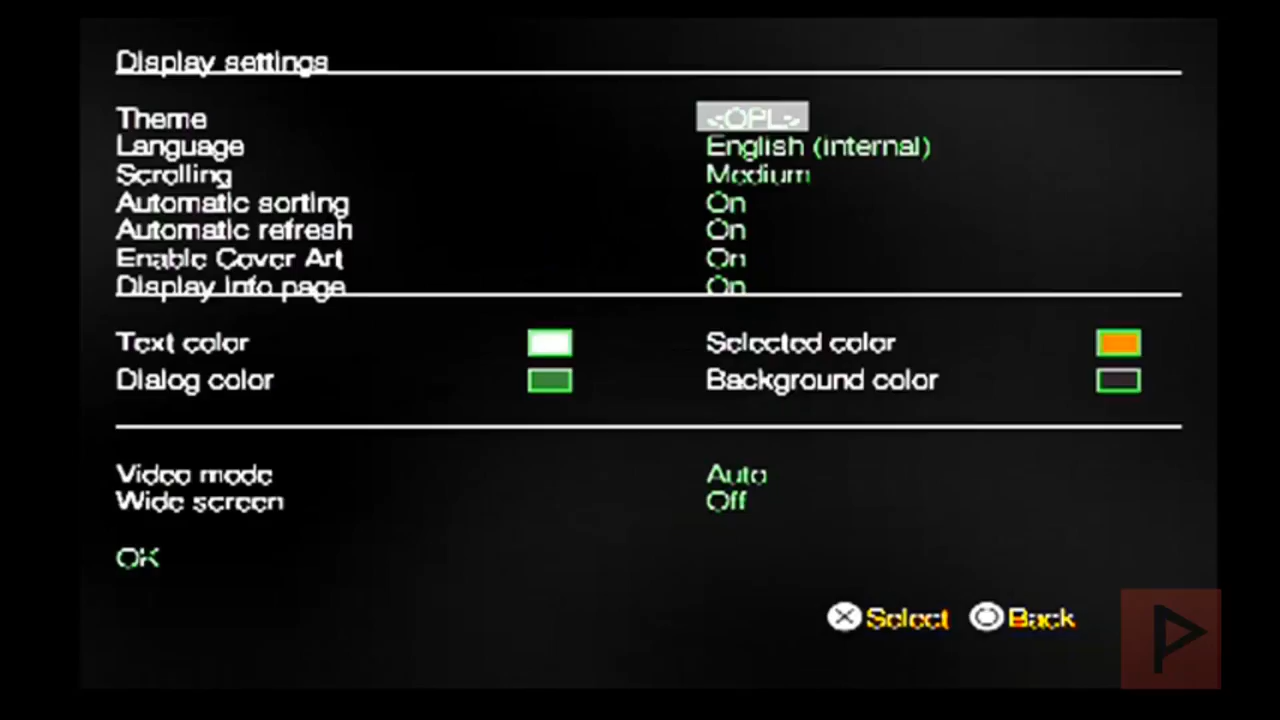 Display settings
Theme <OPL>
Language English (internal)
Scrolling Medium
Automatic sorting On
Automatic refresh On
Enable Cover Art On
Display info page On
Text color Selected color
Dialog color Background color
Video mode Auto
Wide screen Off
OK
Select Back